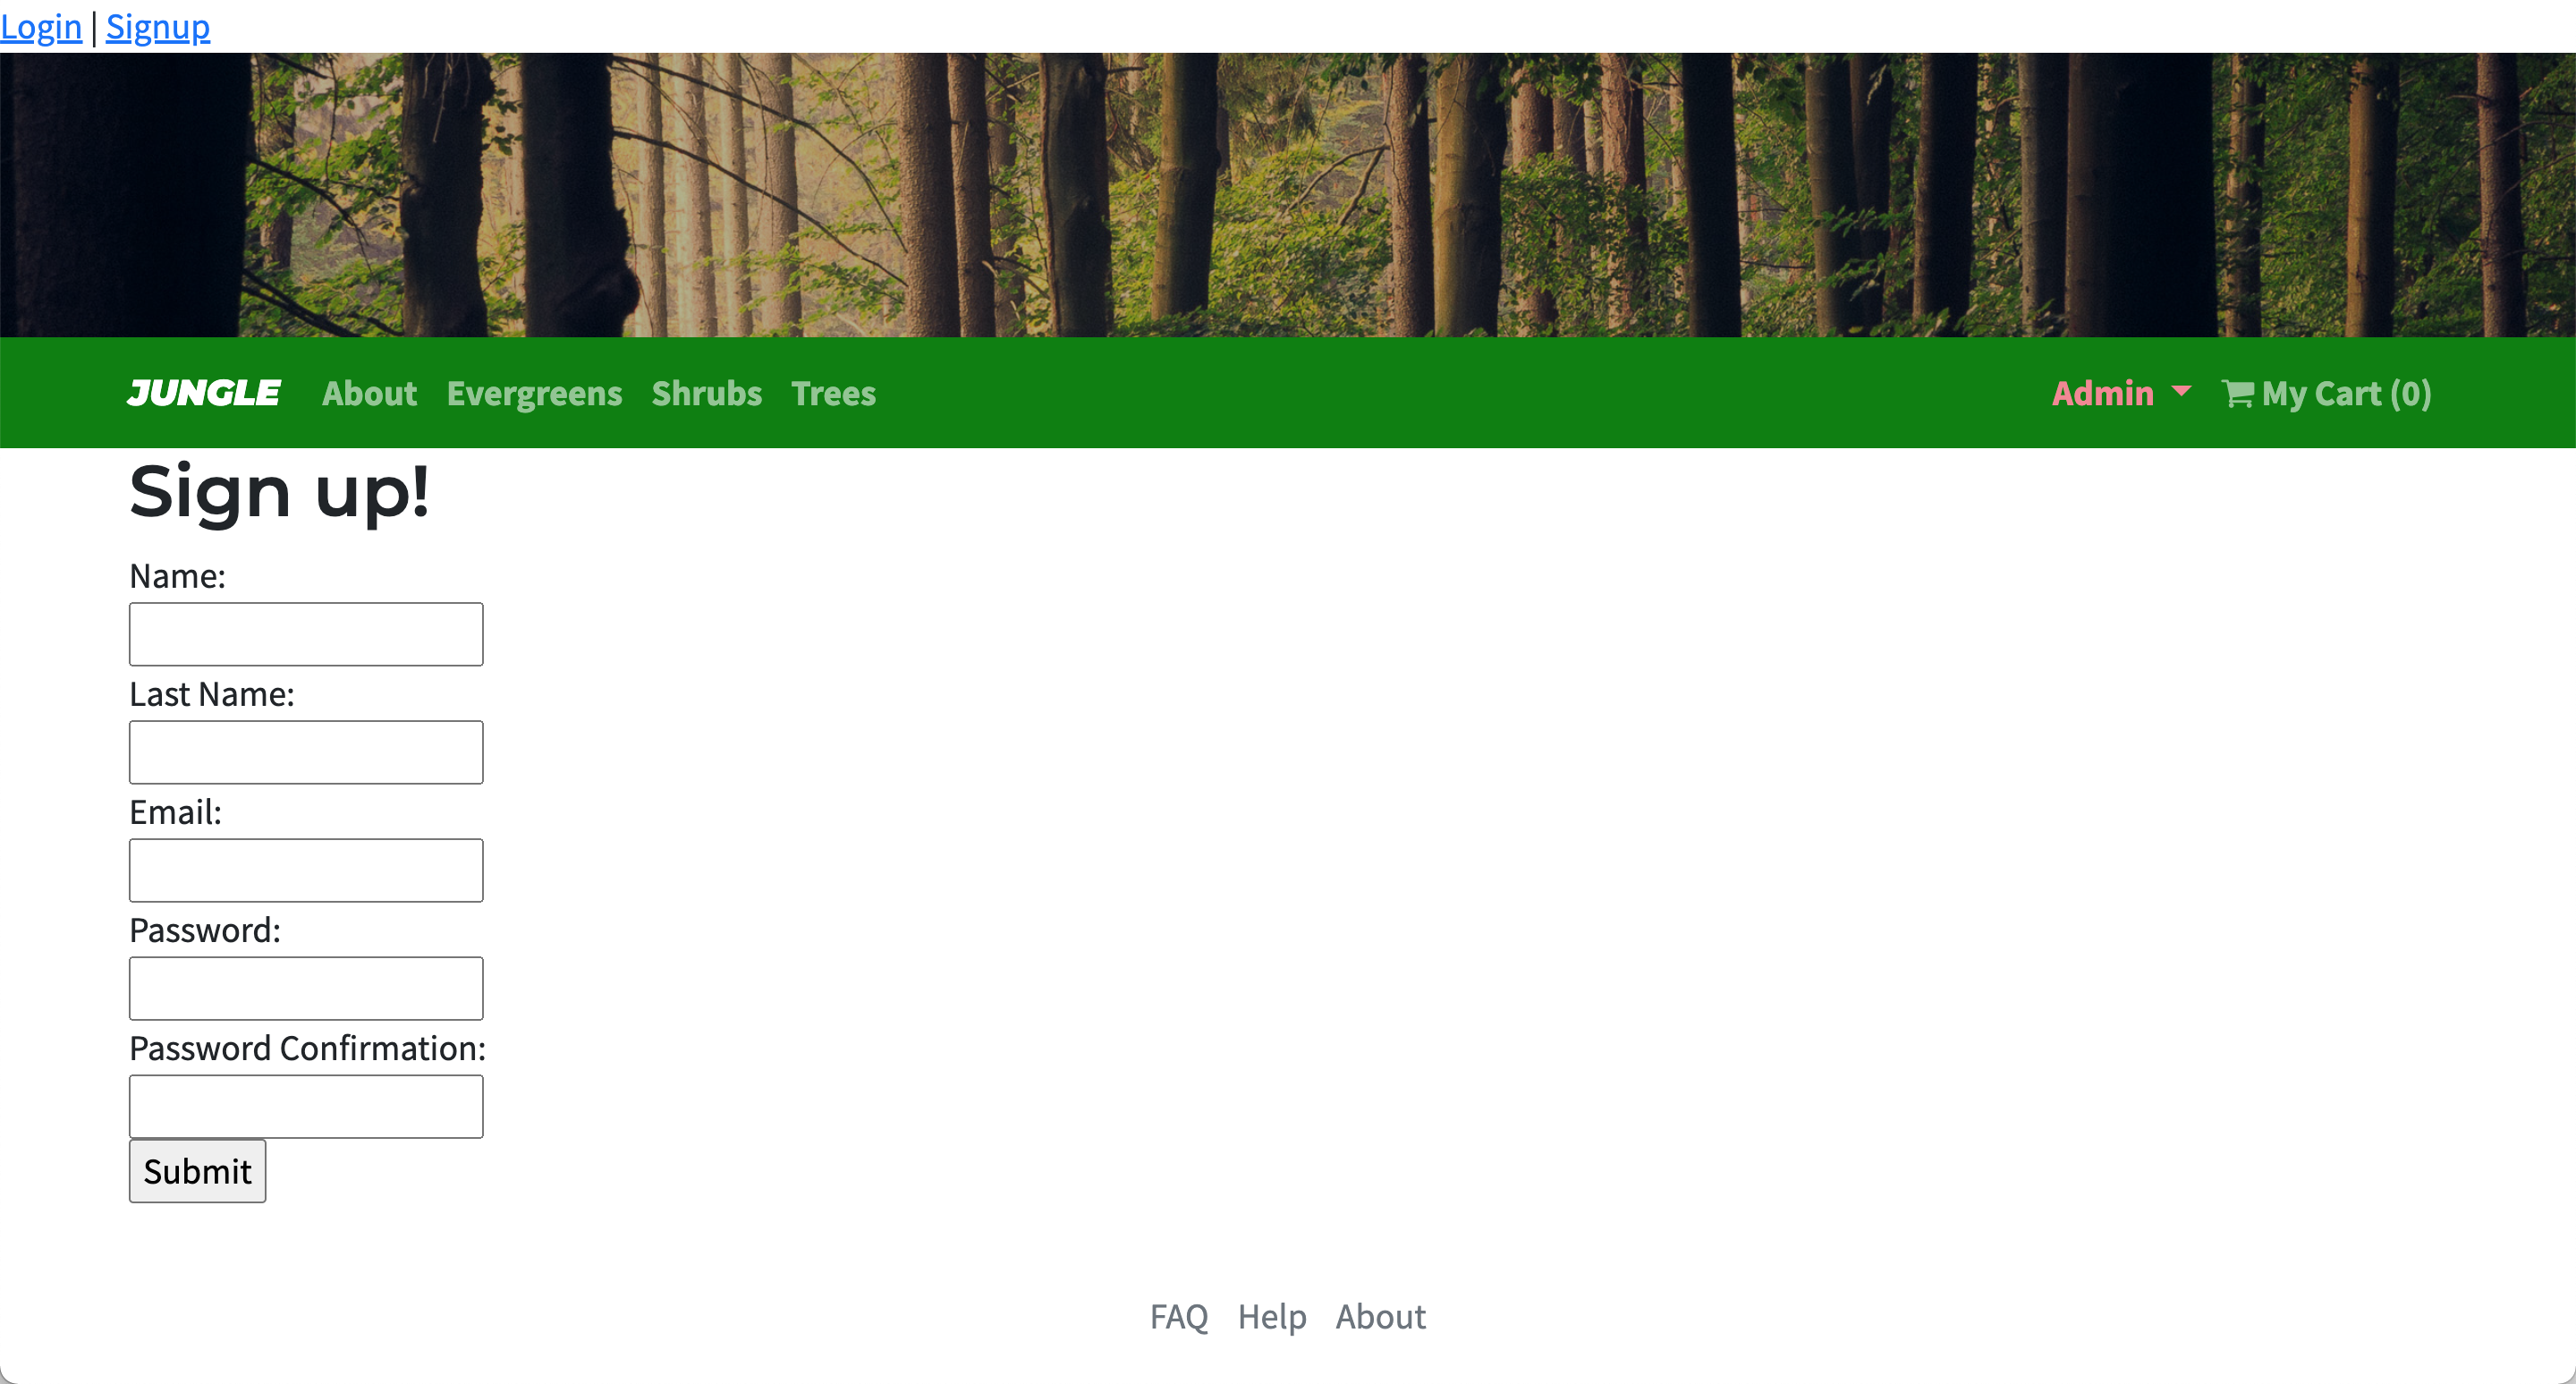 Login | Signup
JUNGLE About Evergreens Shrubs Trees Admin My Cart (0)
Sign up!
Name:
Last Name:
Email:
Password:
Password Confirmation:
Submit
FAQ Help About